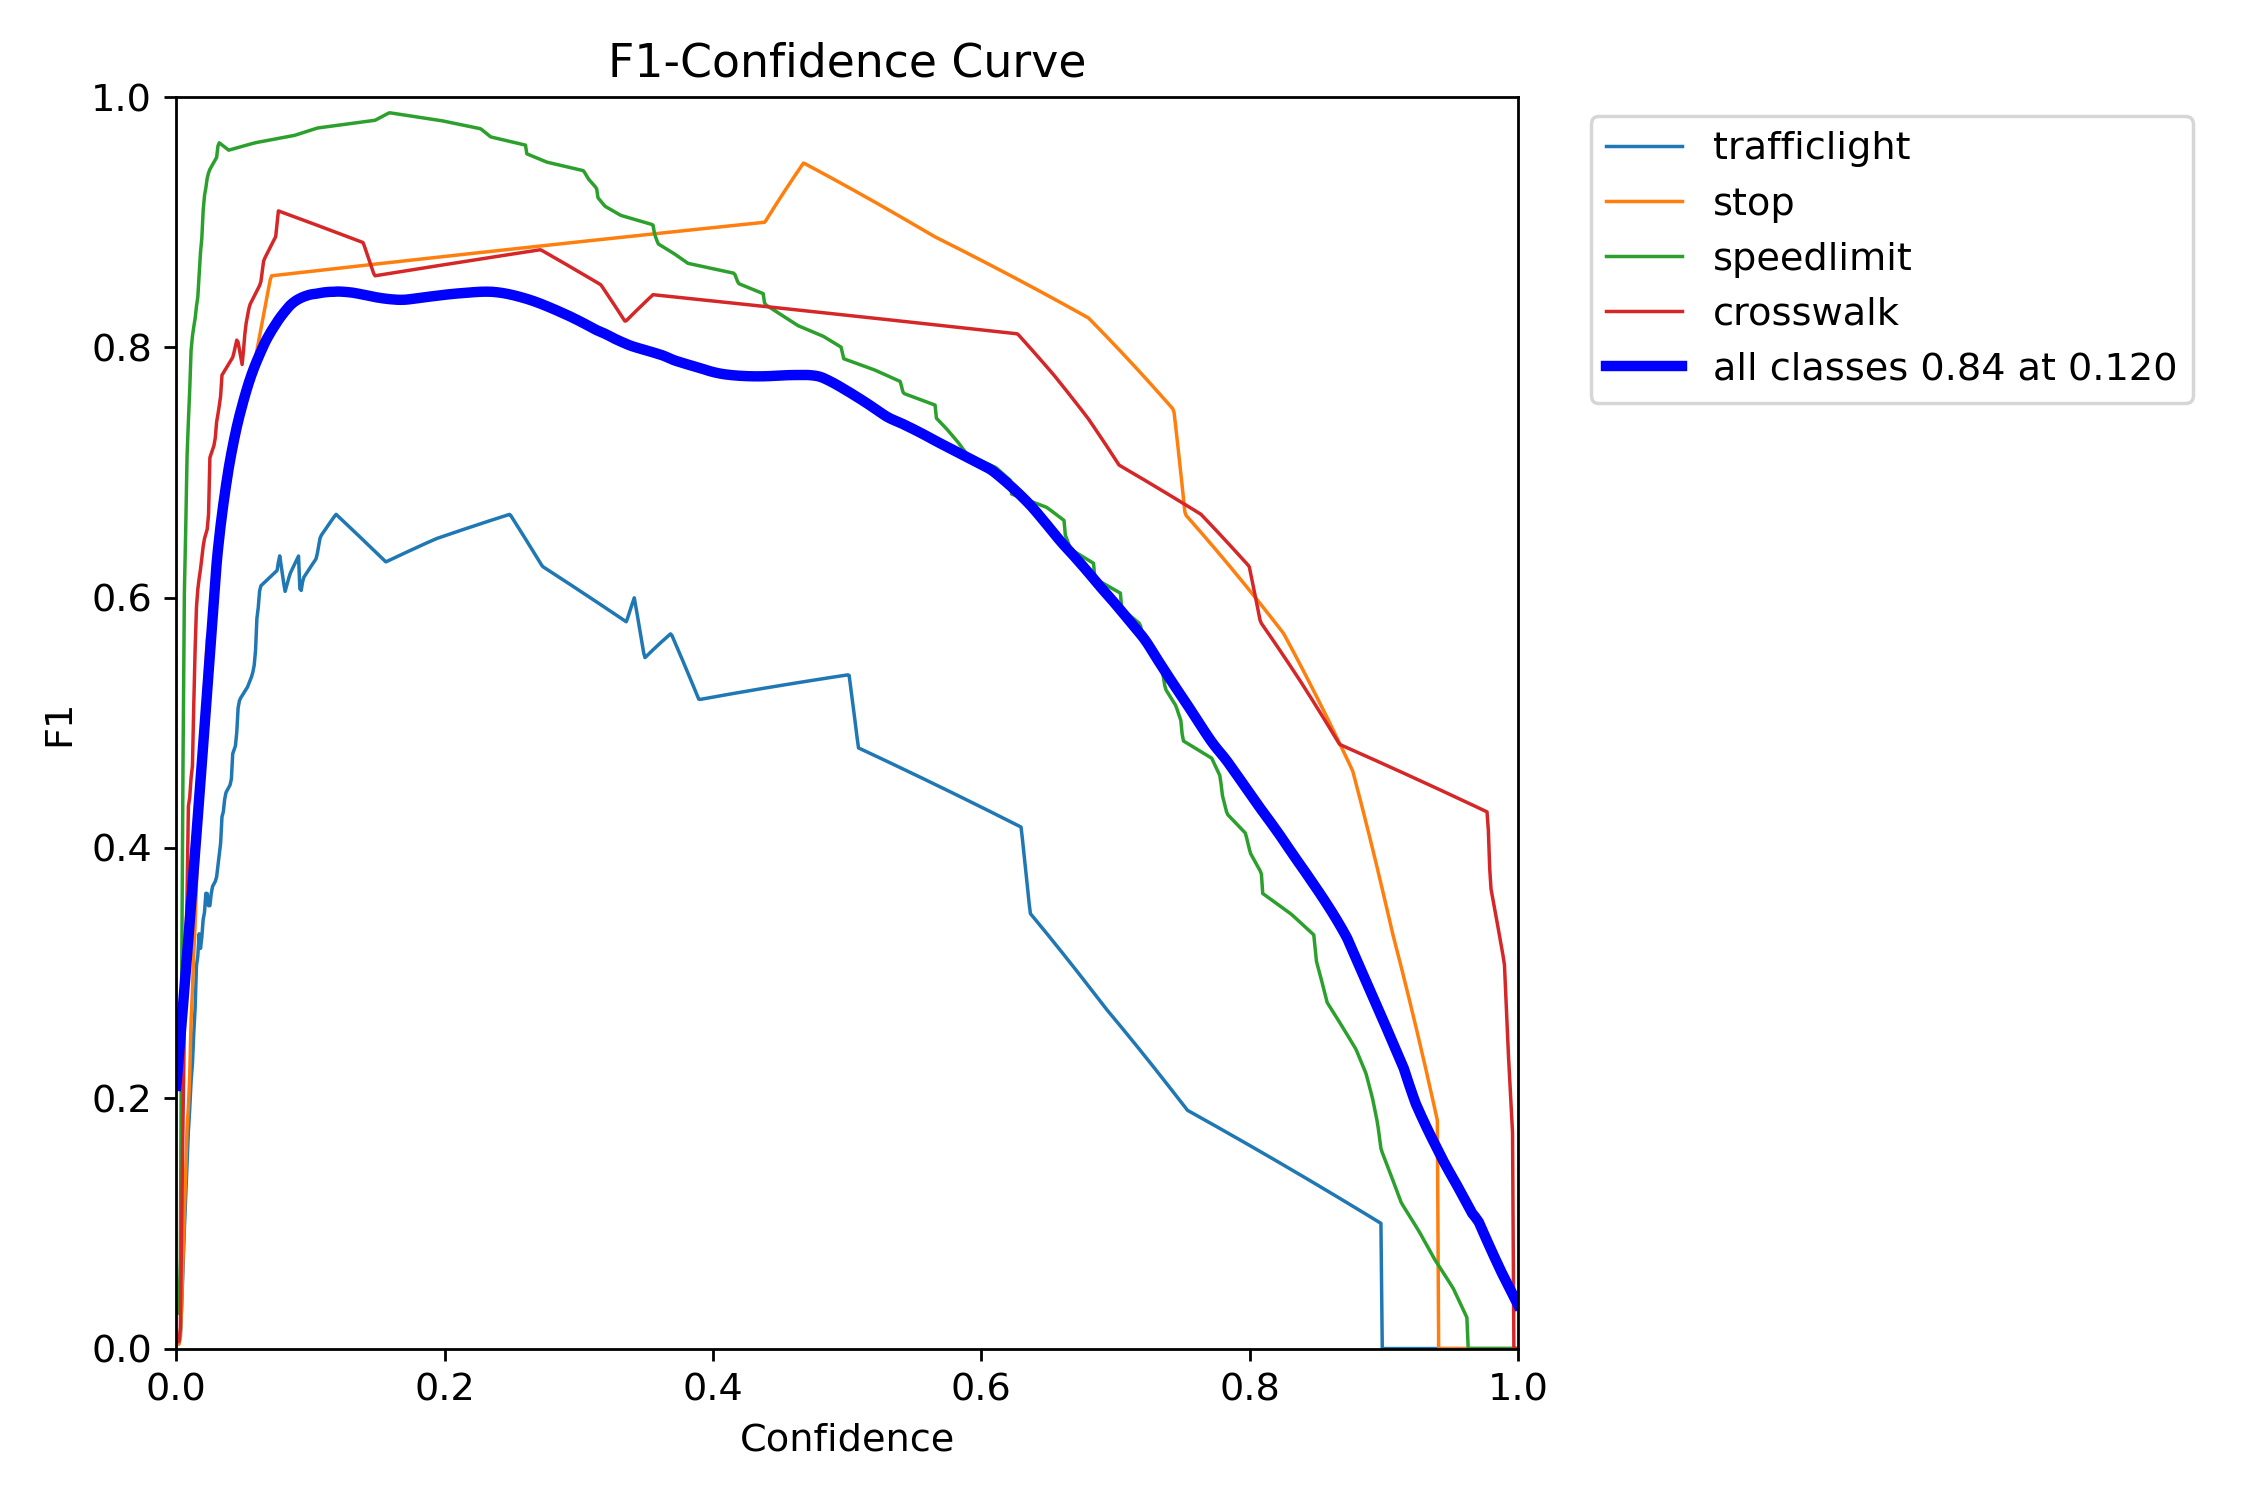 F1-Confidence Curve
1.0
0.8
0.6
0.4
0.2
0.0
F1
0.0 0.2 0.4 0.6 0.8 1.0
Confidence
trafficlight
stop
speedlimit
crosswalk
all classes 0.84 at 0.120